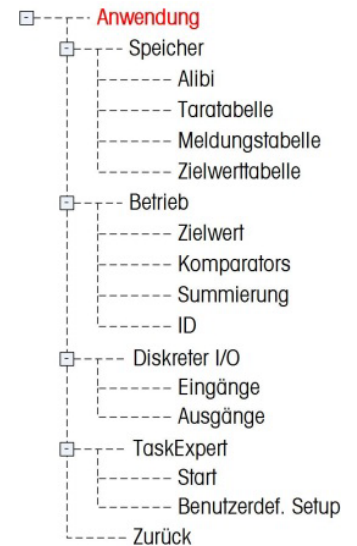 Anwendung
Speicher
Alibi
Taratabelle
Meldungstabelle
Zielwerttabelle
Betrieb
Zielwert
Komparators
Summierung
ID
Diskreter I/O
Eingänge
Ausgänge
TaskExpert
Start
Benutzerdef. Setup
Zurück